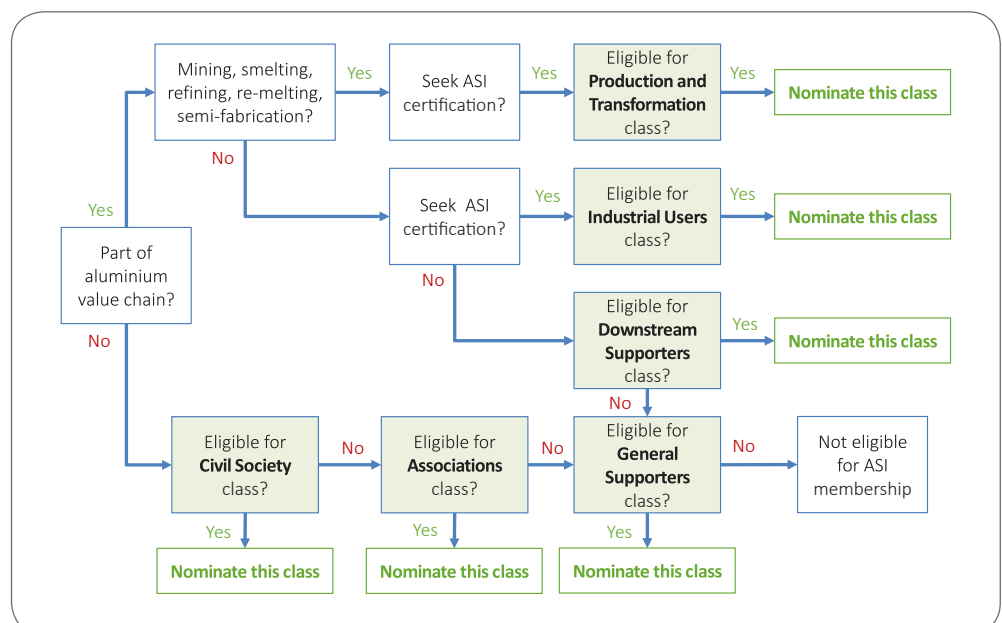 Mining, smelting,
refining, re-melting,
semi-fabrication?
Yes
Seek ASI
certification?
Yes
Eligible for
Production and
Transformation
class?
Yes
Nominate this class
No
Seek ASI
certification?
Yes
Eligible for
Industrial Users
class?
Yes
Nominate this class
Yes
Part of
aluminium
value chain?
No
No
Eligible for
Downstream
Supporters
class?
Yes
Nominate this class
No
Eligible for
Civil Society
class?
No
Eligible for
Associations
class?
No
Eligible for
General
Supporters
class?
No
Not eligible
for ASI
membership
Yes
Yes
Yes
Nominate this class
Nominate this class
Nominate this class